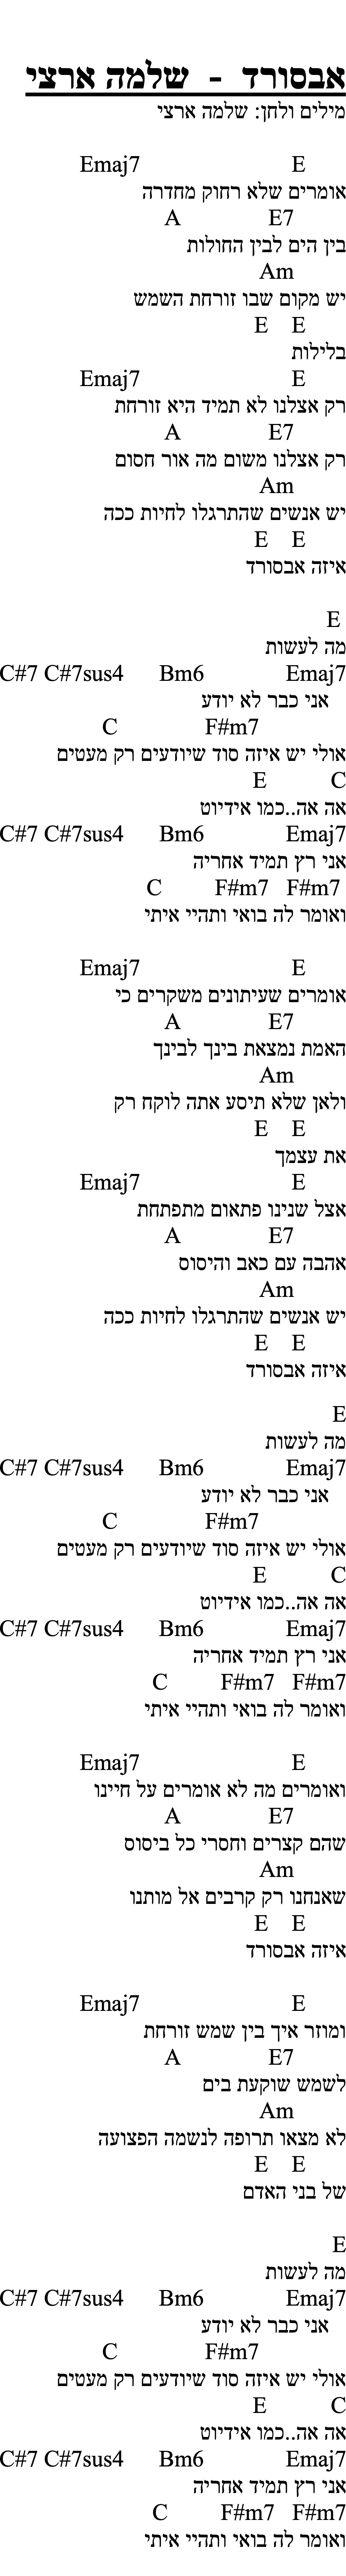 אבסורד - שלמה ארצי
מילים ולחן: שלמה ארצי
Emaj7 E
אומרים שלא רחוק מחדרה
A E7
בין הים לבין החולות
Am
יש מקום שבו זורחת השמש
E E
בלילות
Emaj7 E
רק אצלנו לא תמיד היא זורחת
A E7
רק אצלנו משום מה אור חסום
Am
יש אנשים שהתרגלו לחיות ככה
E E
איזה אבסורד
E
מה לעשות
C#7 C#7sus4 Bm6 Emaj7
אני כבר לא יודע
C F#m7
אולי יש איזה סוד שיודעים רק מעטים
E C
אה אה..כמו אידיוט
C#7 C#7sus4 Bm6 Emaj7
אני רץ תמיד אחריה
C F#m7 F#m7
ואומר לה בואי ותהיי איתי
Emaj7 E
אומרים שעיתונים משקרים כי
A E7
האמת נמצאת בינך לבינך
Am
ולאן שלא תיסע אתה לוקח רק
E E
את עצמך
Emaj7 E
אצל שנינו פתאום מתפתחת
A E7
אהבה עם כאב והיסוס
Am
יש אנשים שהתרגלו לחיות ככה
E E
איזה אבסורד
E
מה לעשות
C#7 C#7sus4 Bm6 Emaj7
אני כבר לא יודע
C F#m7
אולי יש איזה סוד שיודעים רק מעטים
E C
אה אה..כמו אידיוט
C#7 C#7sus4 Bm6 Emaj7
אני רץ תמיד אחריה
C F#m7 F#m7
ואומר לה בואי ותהיי איתי
Emaj7 E
ואומרים מה לא אומרים על חיינו
A E7
שהם קצרים וחסרי כל ביסוס
Am
שאנחנו רק קרבים אל מותנו
E E
איזה אבסורד
Emaj7 E
ומוזר איך בין שמש זורחת
A E7
לשמש שוקעת בים
Am
לא מצאו תרופה לנשמה הפצועה
E E
של בני האדם
E
מה לעשות
C#7 C#7sus4 Bm6 Emaj7
אני כבר לא יודע
C F#m7
אולי יש איזה סוד שיודעים רק מעטים
E C
אה אה..כמו אידיוט
C#7 C#7sus4 Bm6 Emaj7
אני רץ תמיד אחריה
C F#m7 F#m7
ואומר לה בואי ותהיי איתי